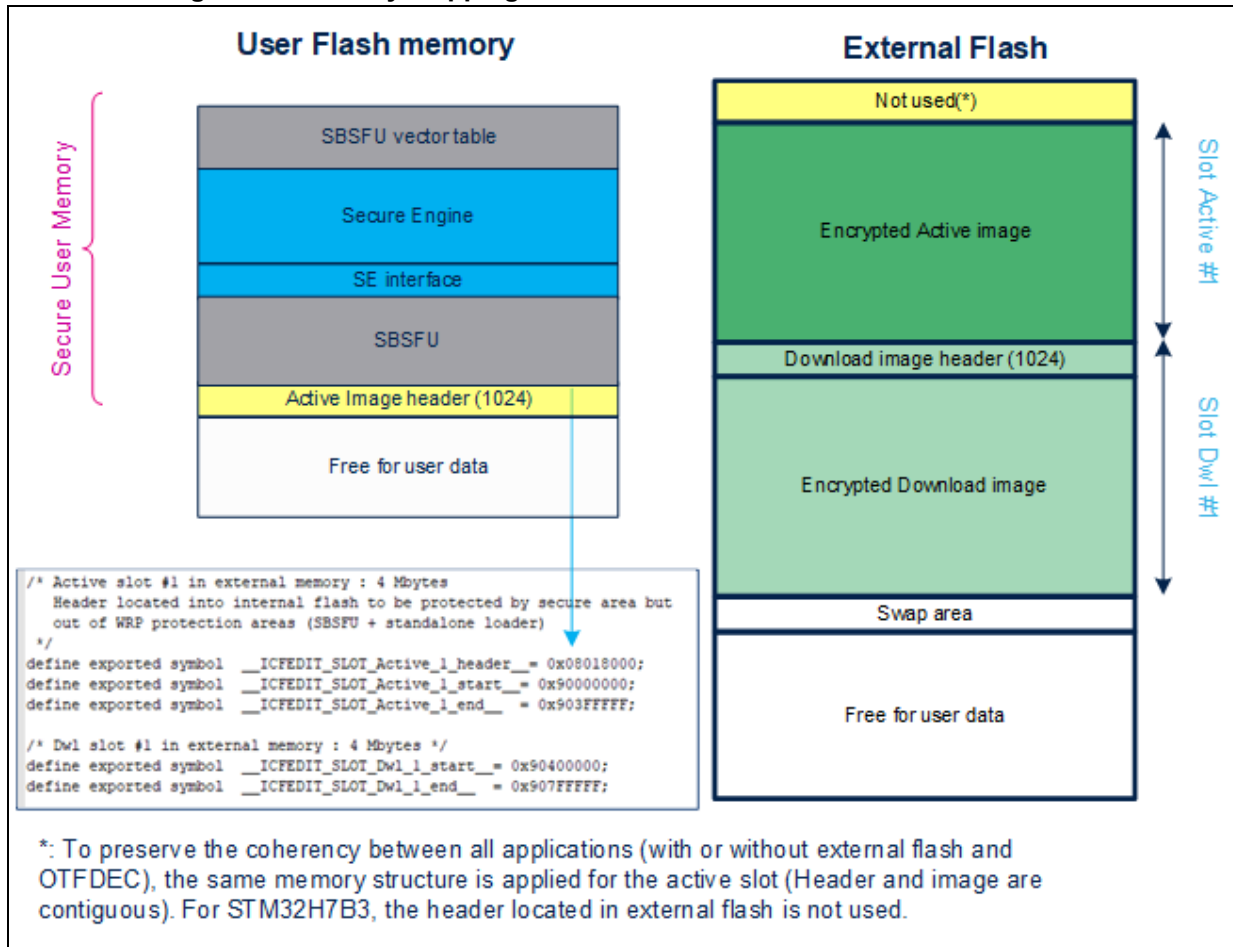 User Flash memory
Secure User Memory
SBSFU vector table
Secure Engine
SE interface
SBSFU
Active Image header (1024)
Free for user data
External Flash
Not used(*)
Encrypted Active image
Download image header (1024)
Encrypted Download image
Swap area
Free for user data
Slot Active #1
Slot Dwl #1
/* Active slot #1 in external memory : 4 Mbytes
Header located into internal flash to be protected by secure area but
out of WRP protection areas (SBSFU + standalone loader)
*/
define exported symbol __ICFEDIT_SLOT_Active_1_header__= 0x08018000;
define exported symbol __ICFEDIT_SLOT_Active_1_start__= 0x90000000;
define exported symbol __ICFEDIT_SLOT_Active_1_end__ = 0x903FFFFF;
/* Dwl slot #1 in external memory : 4 Mbytes */
define exported symbol __ICFEDIT_SLOT_Dwl_1_start__= 0x90400000;
define exported symbol __ICFEDIT_SLOT_Dwl_1_end__ = 0x907FFFFF;
*: To preserve the coherency between all applications (with or without external flash and
OTFDEC), the same memory structure is applied for the active slot (Header and image are
contiguous). For STM32H7B3, the header located in external flash is not used.